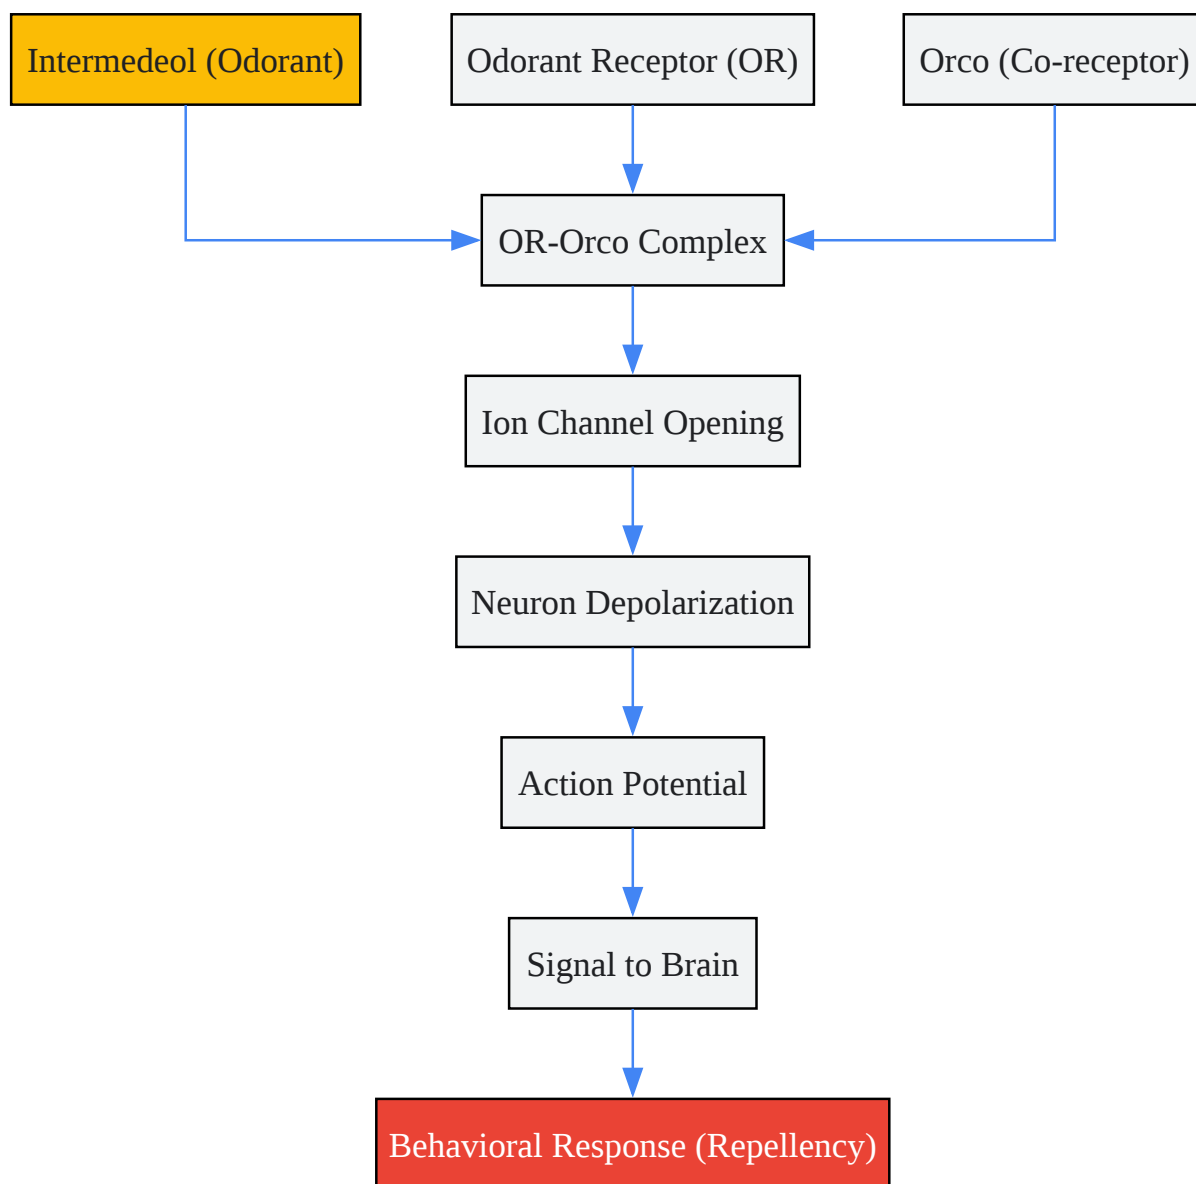 Intermedeol (Odorant)
Odorant Receptor (OR)
Orco (Co-receptor)
OR-Orco Complex
Ion Channel Opening
Neuron Depolarization
Action Potential
Signal to Brain
Behavioral Response (Repellency)